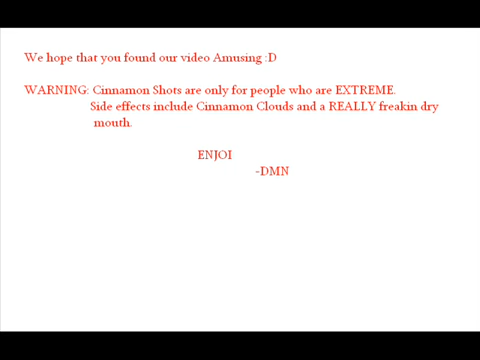 We hope that you found our video Amusing :D
WARNING: Cinnamon Shots are only for people who are EXTREME.
Side effects include Cinnamon Clouds and a REALLY freakin dry
mouth.
ENJOI
-DMN